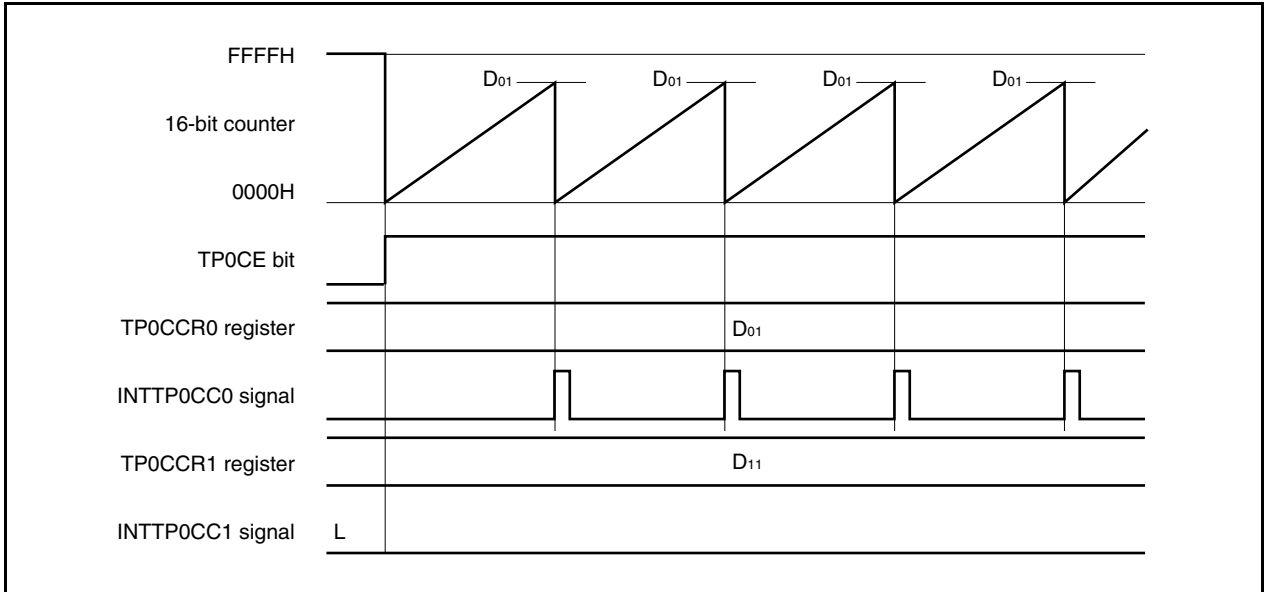 FFFFH
D01 D01 D01 D01
16-bit counter
0000H
TP0CE bit
TP0CCR0 register D01
INTTP0CC0 signal
TP0CCR1 register D11
INTTP0CC1 signal L